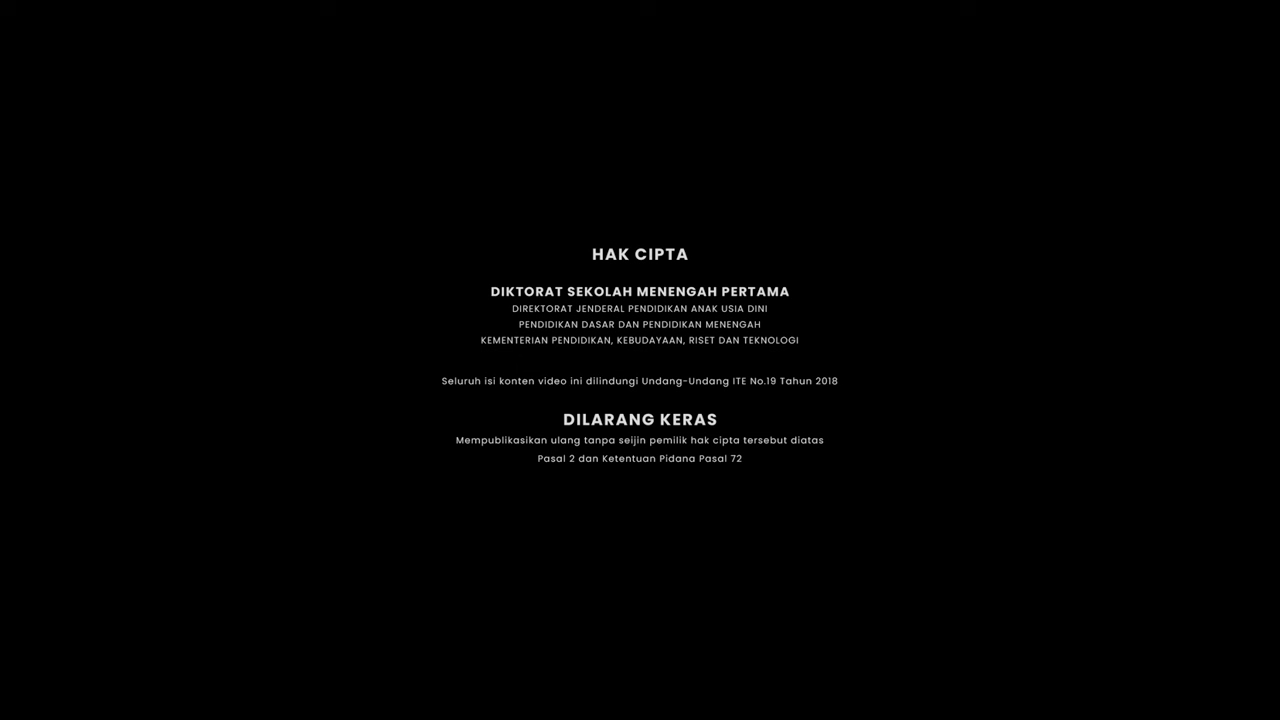 HAK CIPTA
DIKTORAT SEKOLAH MENENGAH PERTAMA
DIREKTORAT JENDERAL PENDIDIKAN ANAK USIA DINI
PENDIDIKAN DASAR DAN PENDIDIKAN MENENGAH
KEMENTERIAN PENDIDIKAN, KEBUDAYAAN, RISET DAN TEKNOLOGI
Seluruh isi konten video ini dilindungi Undang-Undang ITE No.19 Tahun 2018
DILARANG KERAS
Mempublikasikan ulang tanpa seijin pemilik hak cipta tersebut diatas
Pasal 2 dan Ketentuan Pidana Pasal 72